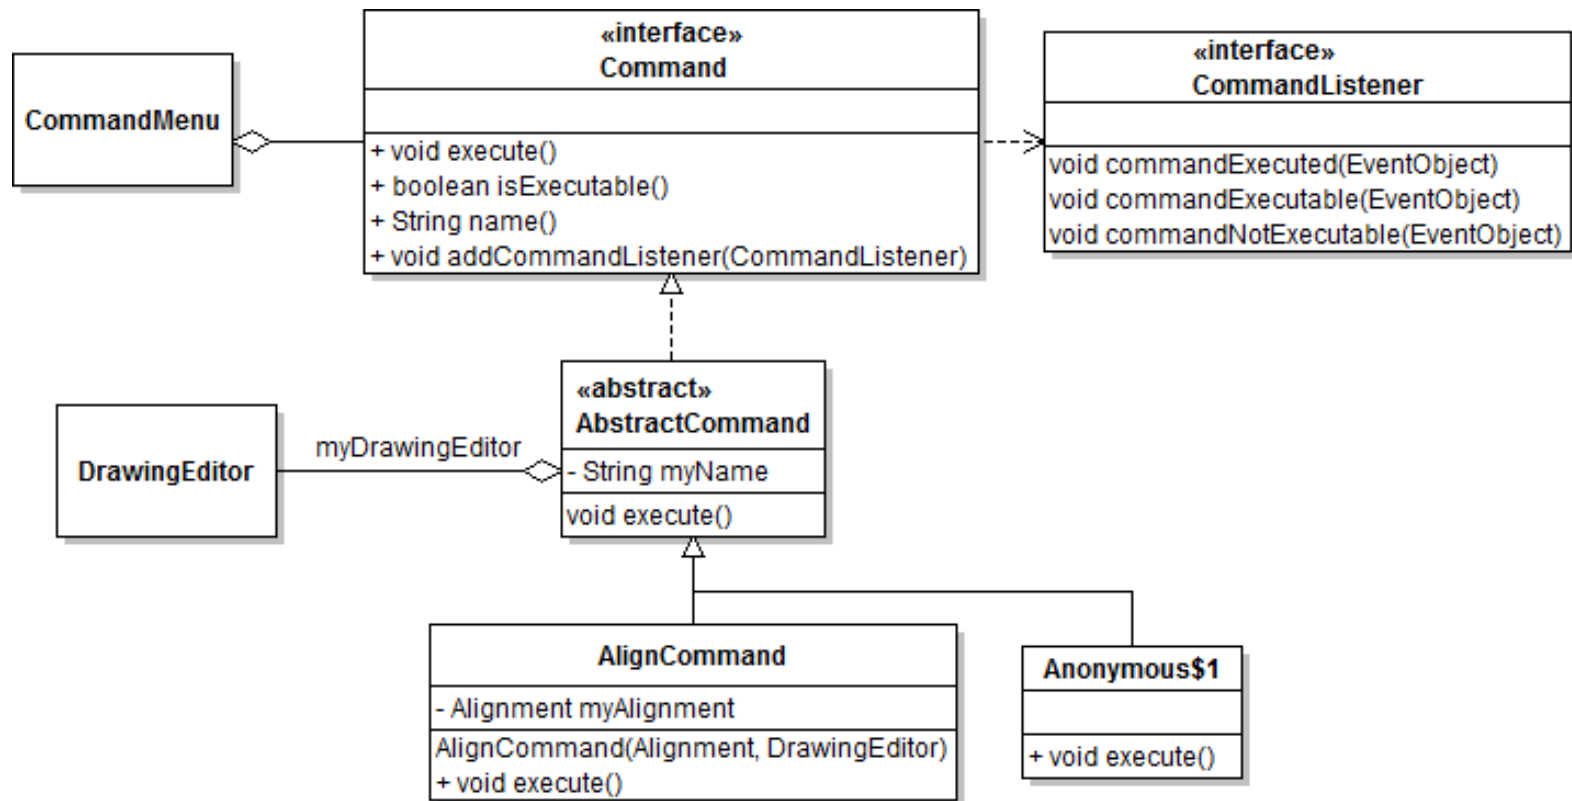 CommandMenu
«interface»
Command
+ void execute()
+ boolean isExecutable()
+ String name()
+ void addCommandListener(CommandListener)
«interface»
CommandListener
void commandExecuted(EventObject)
void commandExecutable(EventObject)
void commandNotExecutable(EventObject)
DrawingEditor
myDrawingEditor
«abstract»
AbstractCommand
- String myName
void execute()
AlignCommand
- Alignment myAlignment
AlignCommand(Alignment, DrawingEditor)
+ void execute()
Anonymous$1
+ void execute()